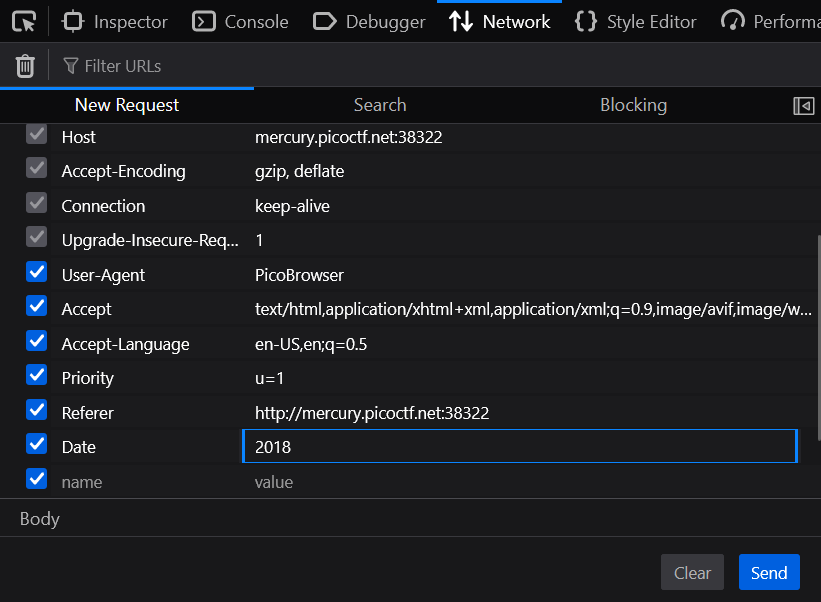 Inspector Console Debugger Network Style Editor Performa
Filter URLs
New Request Search Blocking
Host mercury.picoctf.net:38322
Accept-Encoding gzip, deflate
Connection keep-alive
Upgrade-Insecure-Req... 1
User-Agent PicoBrowser
Accept text/html,application/xhtml+xml,application/xml;q=0.9,image/avif,image/w...
Accept-Language en-US,en;q=0.5
Priority u=1
Referer http://mercury.picoctf.net:38322
Date 2018
name value
Body
Clear Send